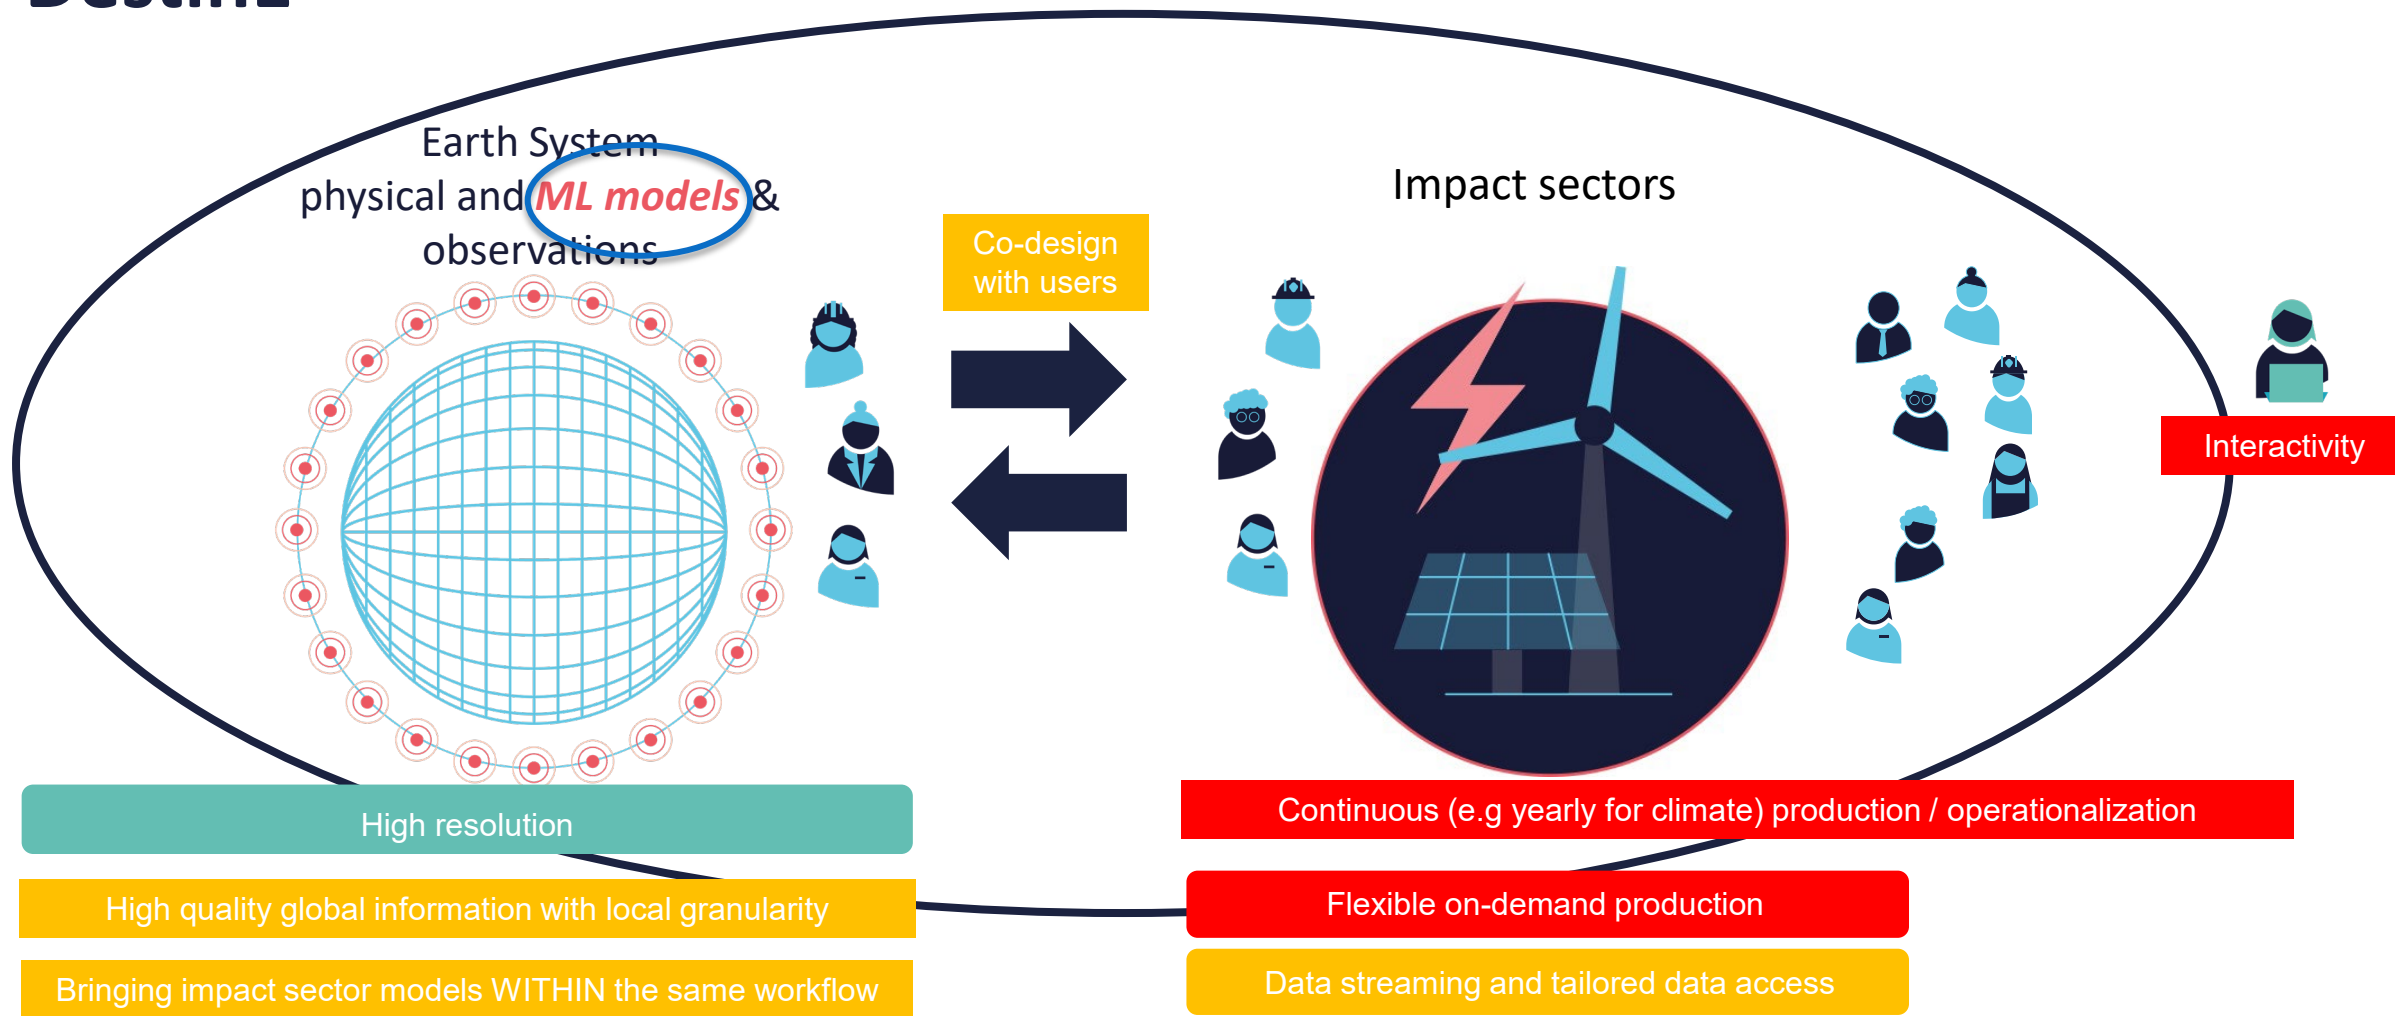 DestinE
Earth System
physical and ML models &
observations
Impact sectors
Co-design
with users
Interactivity
High resolution
Continuous (e.g yearly for climate) production / operationalization
High quality global information with local granularity
Flexible on-demand production
Bringing impact sector models WITHIN the same workflow
Data streaming and tailored data access